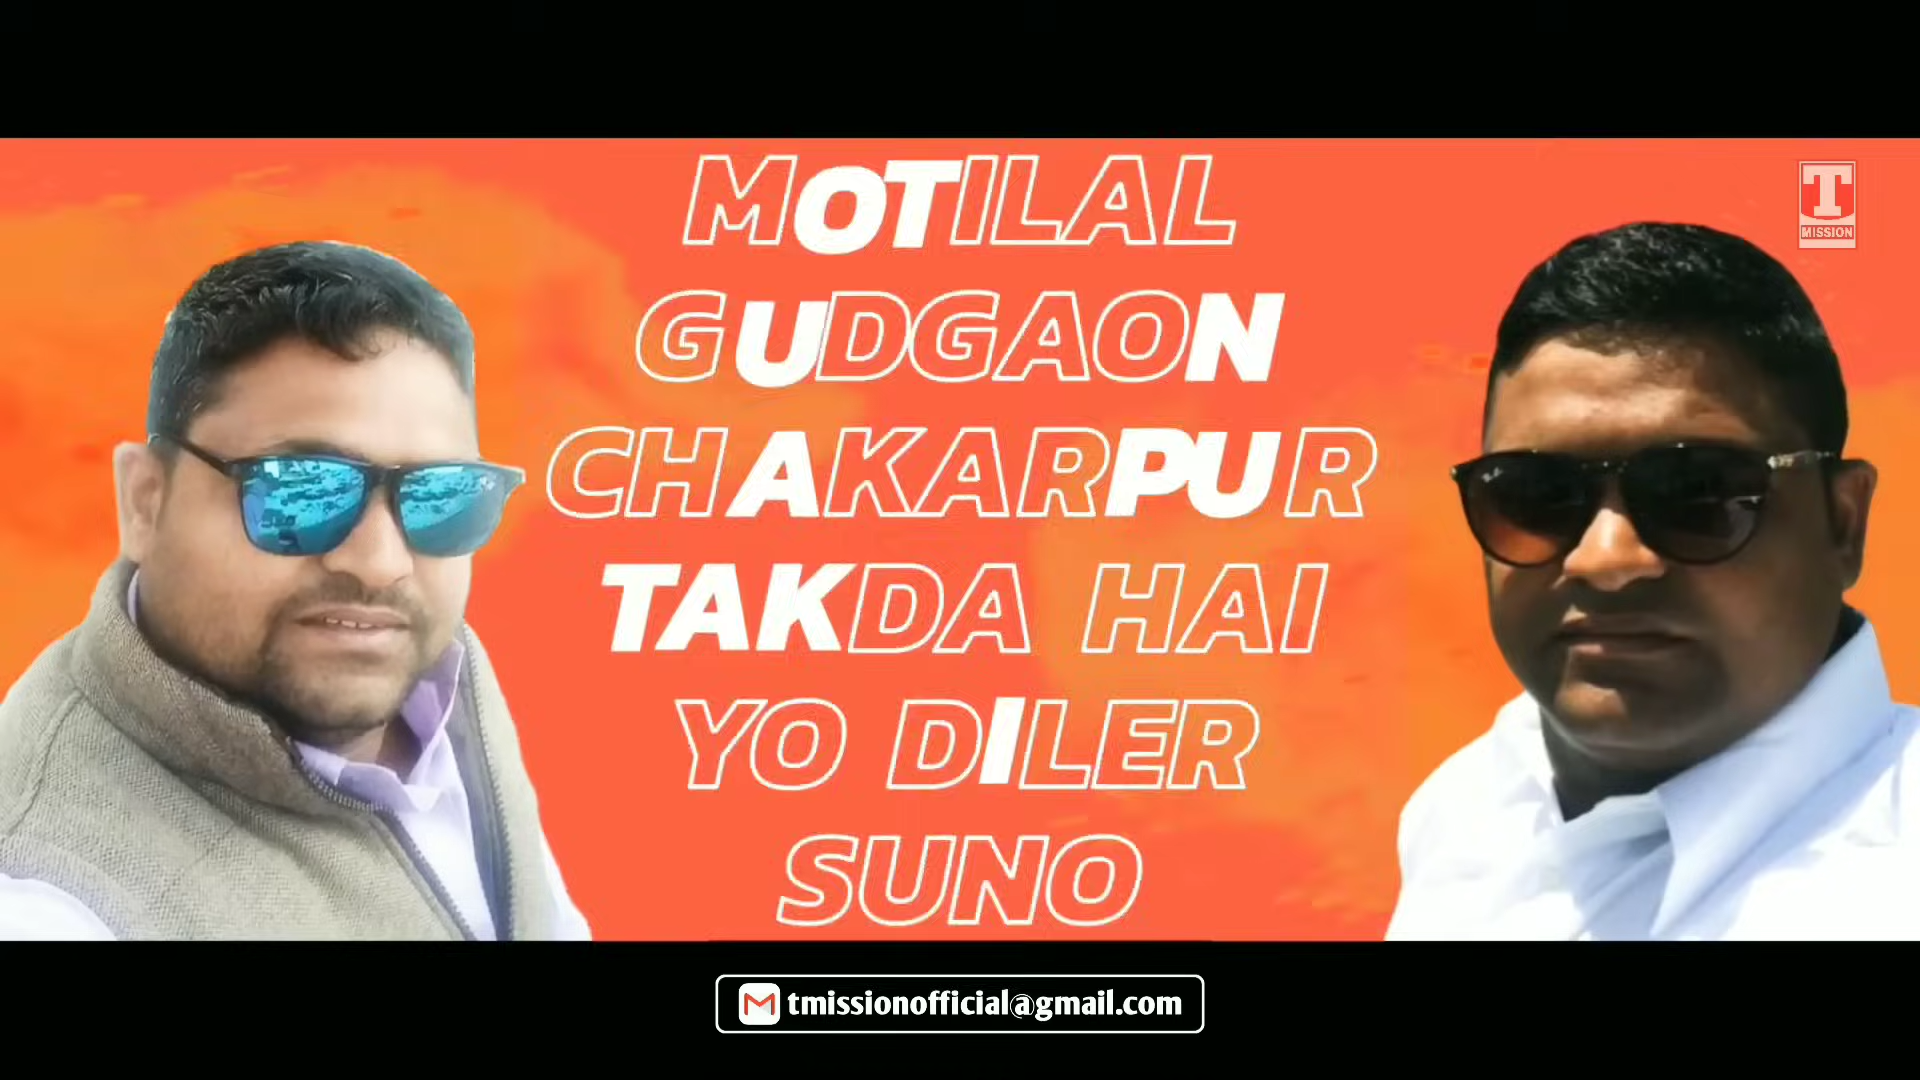 MOTILAL
GUDGAON
CHAKARPUR
TAKDA HAI
YO DILER
SUNO
T
MISSION
tmissionofficial@gmail.com